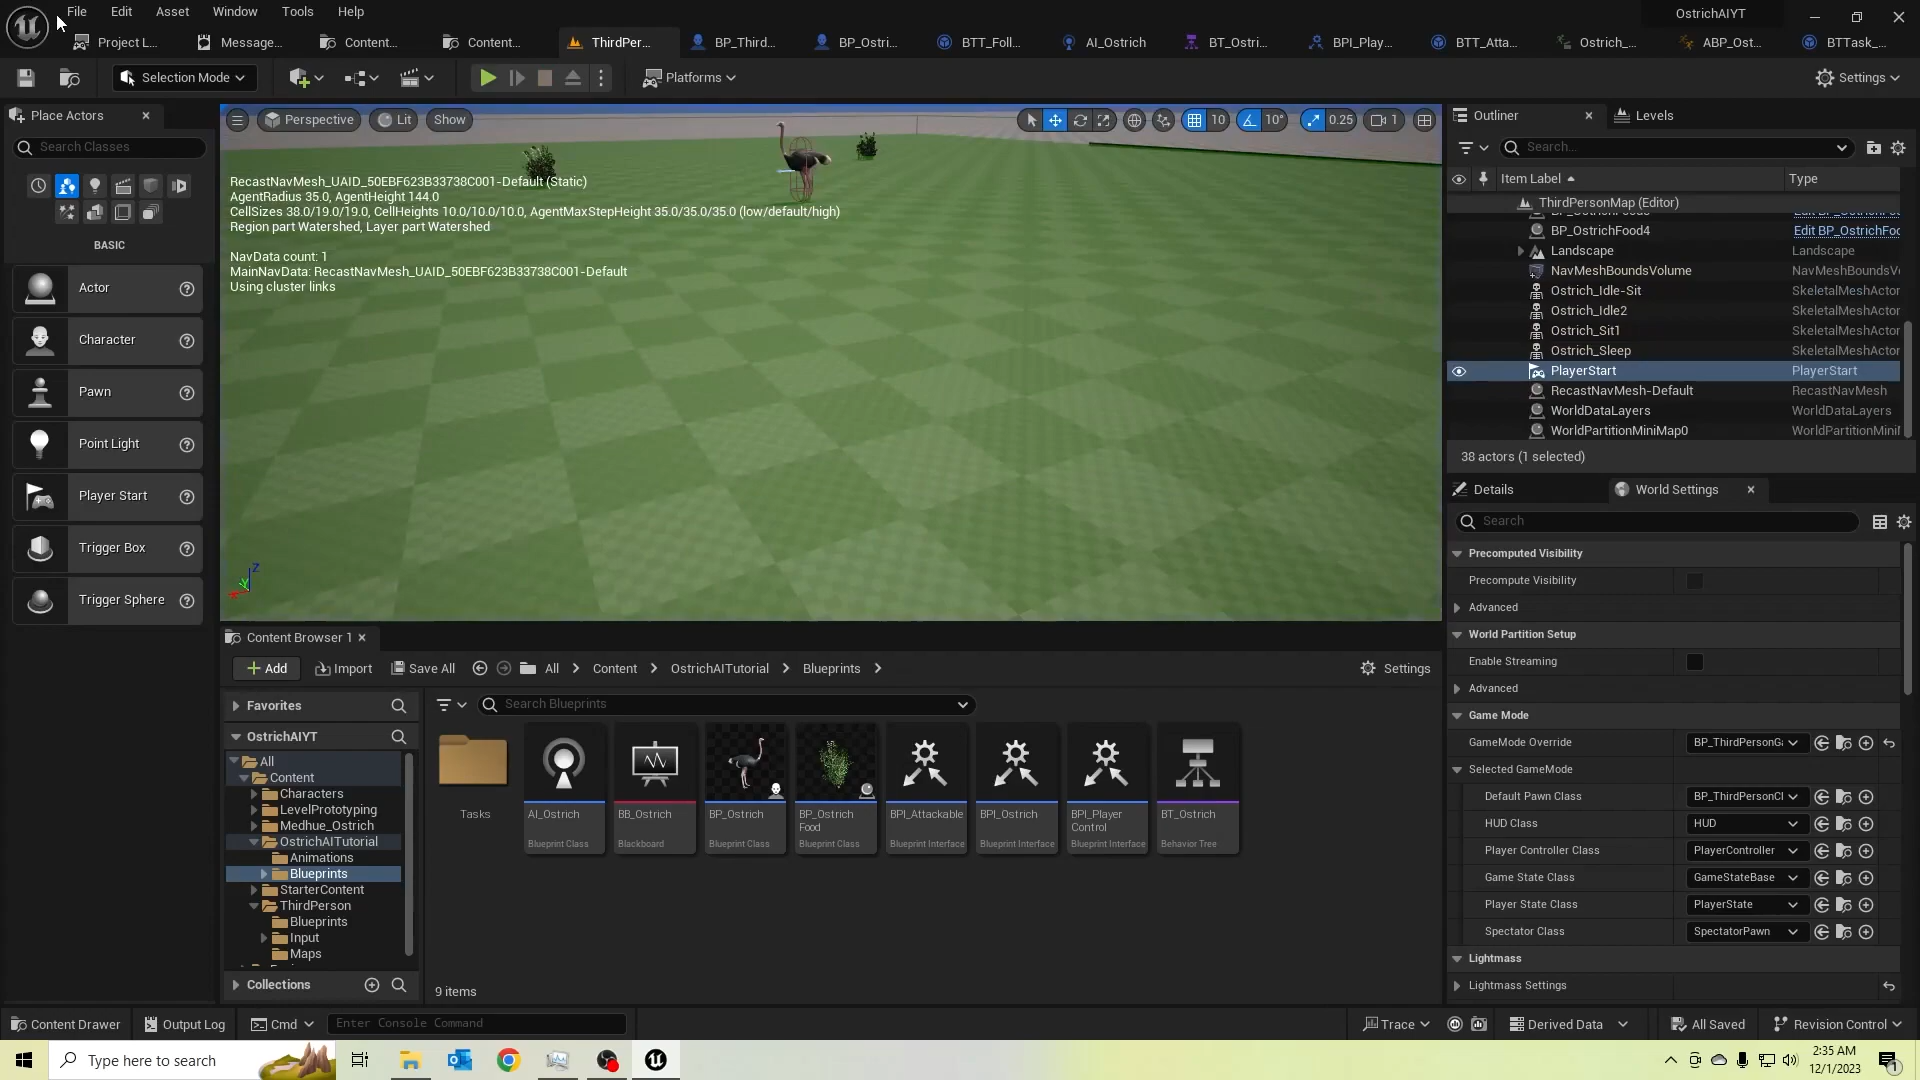 File Edit Asset Window Tools Help
OstrichAIYT
Project L... Message... Content... Content... ThirdPer... BP_Third... BP_Ostri... BTT_Foll... AI_Ostrich BT_Ostri... BPI_Play... BTT_Atta... Ostrich_... ABP_Ost... BTTask_...
Selection Mode Platforms Settings
Place Actors
Search Classes
BASIC
Actor
Character
Pawn
Point Light
Player Start
Trigger Box
Trigger Sphere
Perspective Lit Show 10 10° 0.25 1
RecastNavMesh_UAID_50EBF623B33738C001-Default (Static)
AgentRadius 35.0, AgentHeight 144.0
CellSizes 38.0/19.0/19.0, CellHeights 10.0/10.0/10.0, AgentMaxStepHeight 35.0/35.0/35.0 (low/default/high)
Region part Watershed, Layer part Watershed
NavData count: 1
MainNavData: RecastNavMesh_UAID_50EBF623B33738C001-Default
Using cluster links
Z
Outliner Levels
Search...
Item Label Type
ThirdPersonMap (Editor)
BP_OstrichFood4 Edit BP_OstrichFoo
Landscape Landscape
NavMeshBoundsVolume NavMeshBoundsV
Ostrich_Idle-Sit SkeletalMeshActor
Ostrich_Idle2 SkeletalMeshActor
Ostrich_Sit1 SkeletalMeshActor
Ostrich_Sleep SkeletalMeshActor
PlayerStart PlayerStart
RecastNavMesh-Default RecastNavMesh
WorldDataLayers WorldDataLayers
WorldPartitionMiniMap0 WorldPartitionMini
38 actors (1 selected)
Details World Settings
Search
Precomputed Visibility
Precompute Visibility
Advanced
World Partition Setup
Enable Streaming
Advanced
Game Mode
GameMode Override BP_ThirdPersonGa
Selected GameMode
Default Pawn Class BP_ThirdPersonCl
HUD Class HUD
Player Controller Class PlayerController
Game State Class GameStateBase
Player State Class PlayerState
Spectator Class SpectatorPawn
Lightmass
Lightmass Settings
Content Browser 1
Add Import Save All All Content OstrichAITutorial Blueprints Settings
Favorites
OstrichAIYT
All
Content
Characters
LevelPrototyping
Medhue_Ostrich
OstrichAITutorial
Animations
Blueprints
StarterContent
ThirdPerson
Blueprints
Input
Maps
Collections
Search Blueprints
Tasks
AI_Ostrich
Blueprint Class
BB_Ostrich
Blackboard
BP_Ostrich
Blueprint Class
BP_Ostrich
Food
Blueprint Class
BPI_Attackable
Blueprint Interface
BPI_Ostrich
Blueprint Interface
BPI_Player
Control
Blueprint Interface
BT_Ostrich
Behavior Tree
9 items
Content Drawer Output Log Cmd Enter Console Command Trace Derived Data All Saved Revision Control
Type here to search
2:35 AM
12/1/2023
1